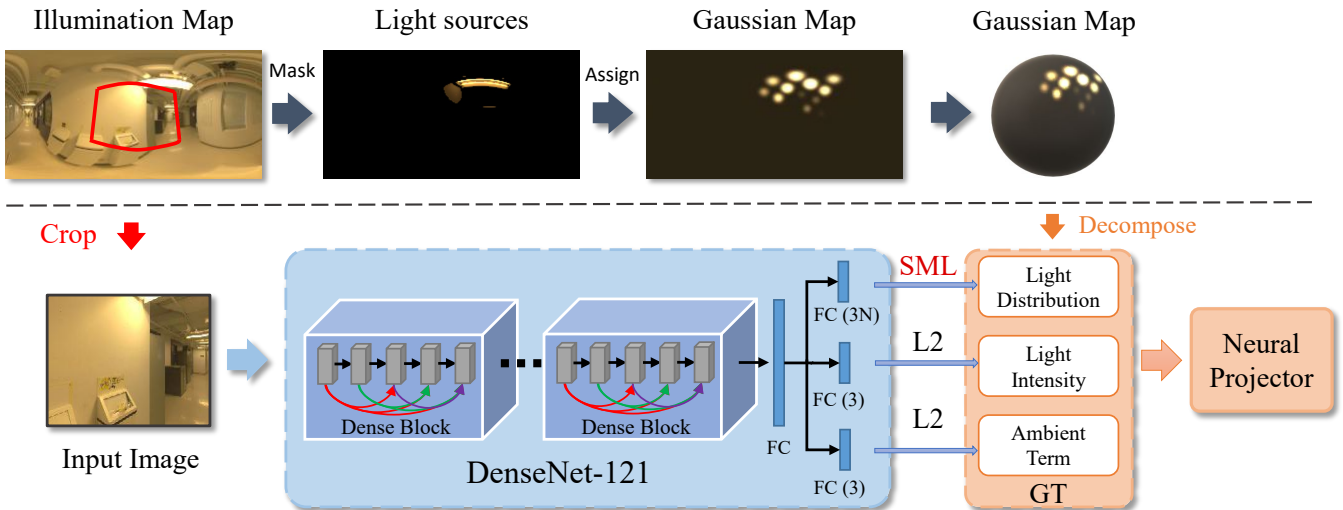 Illumination Map
Light sources
Gaussian Map
Gaussian Map
Mask
Assign
Crop
Decompose
Input Image
Dense Block
Dense Block
DenseNet-121
FC
FC (3N)
FC (3)
FC (3)
SML
L2
L2
Light
Distribution
Light
Intensity
Ambient
Term
GT
Neural
Projector